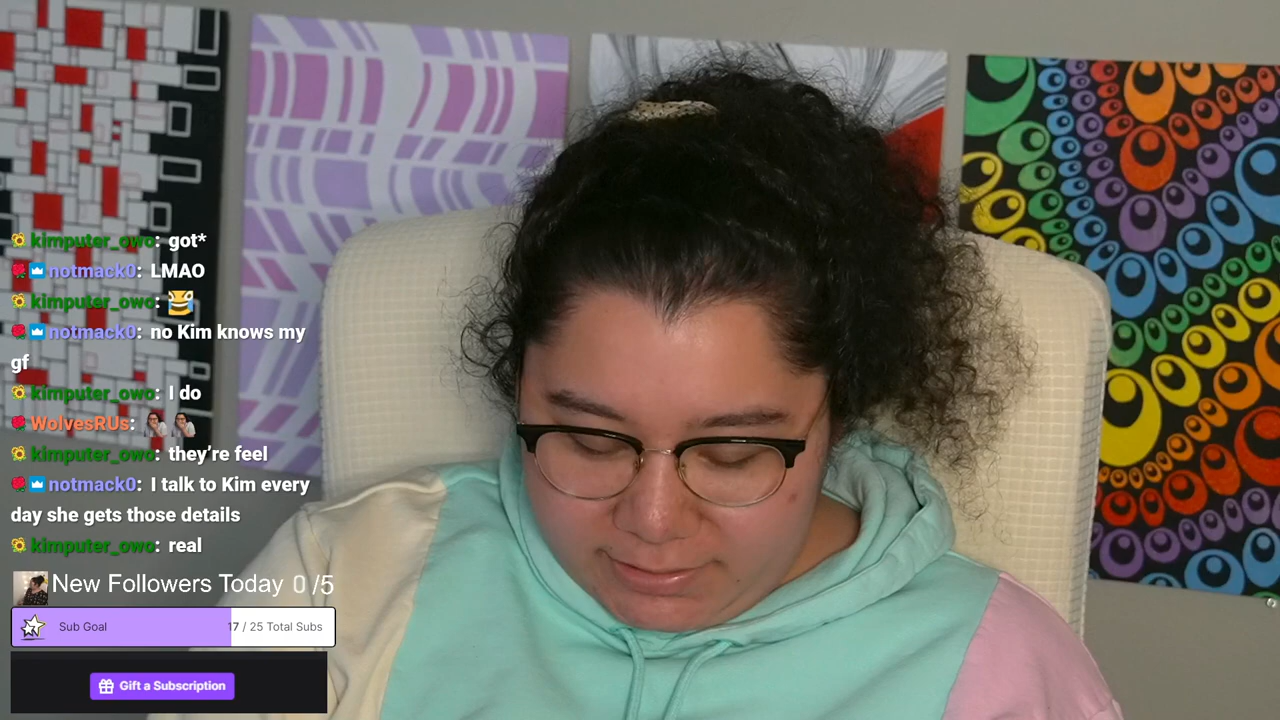 kimputer_owo: got*
notmack0: LMAO
kimputer_owo: 😂
notmack0: no Kim knows my
gf
kimputer_owo: I do
WolvesRUs:
kimputer_owo: they're feel
notmack0: I talk to Kim every
day she gets those details
kimputer_owo: real
New Followers Today 0 /5
Sub Goal 17 / 25 Total Subs
Gift a Subscription